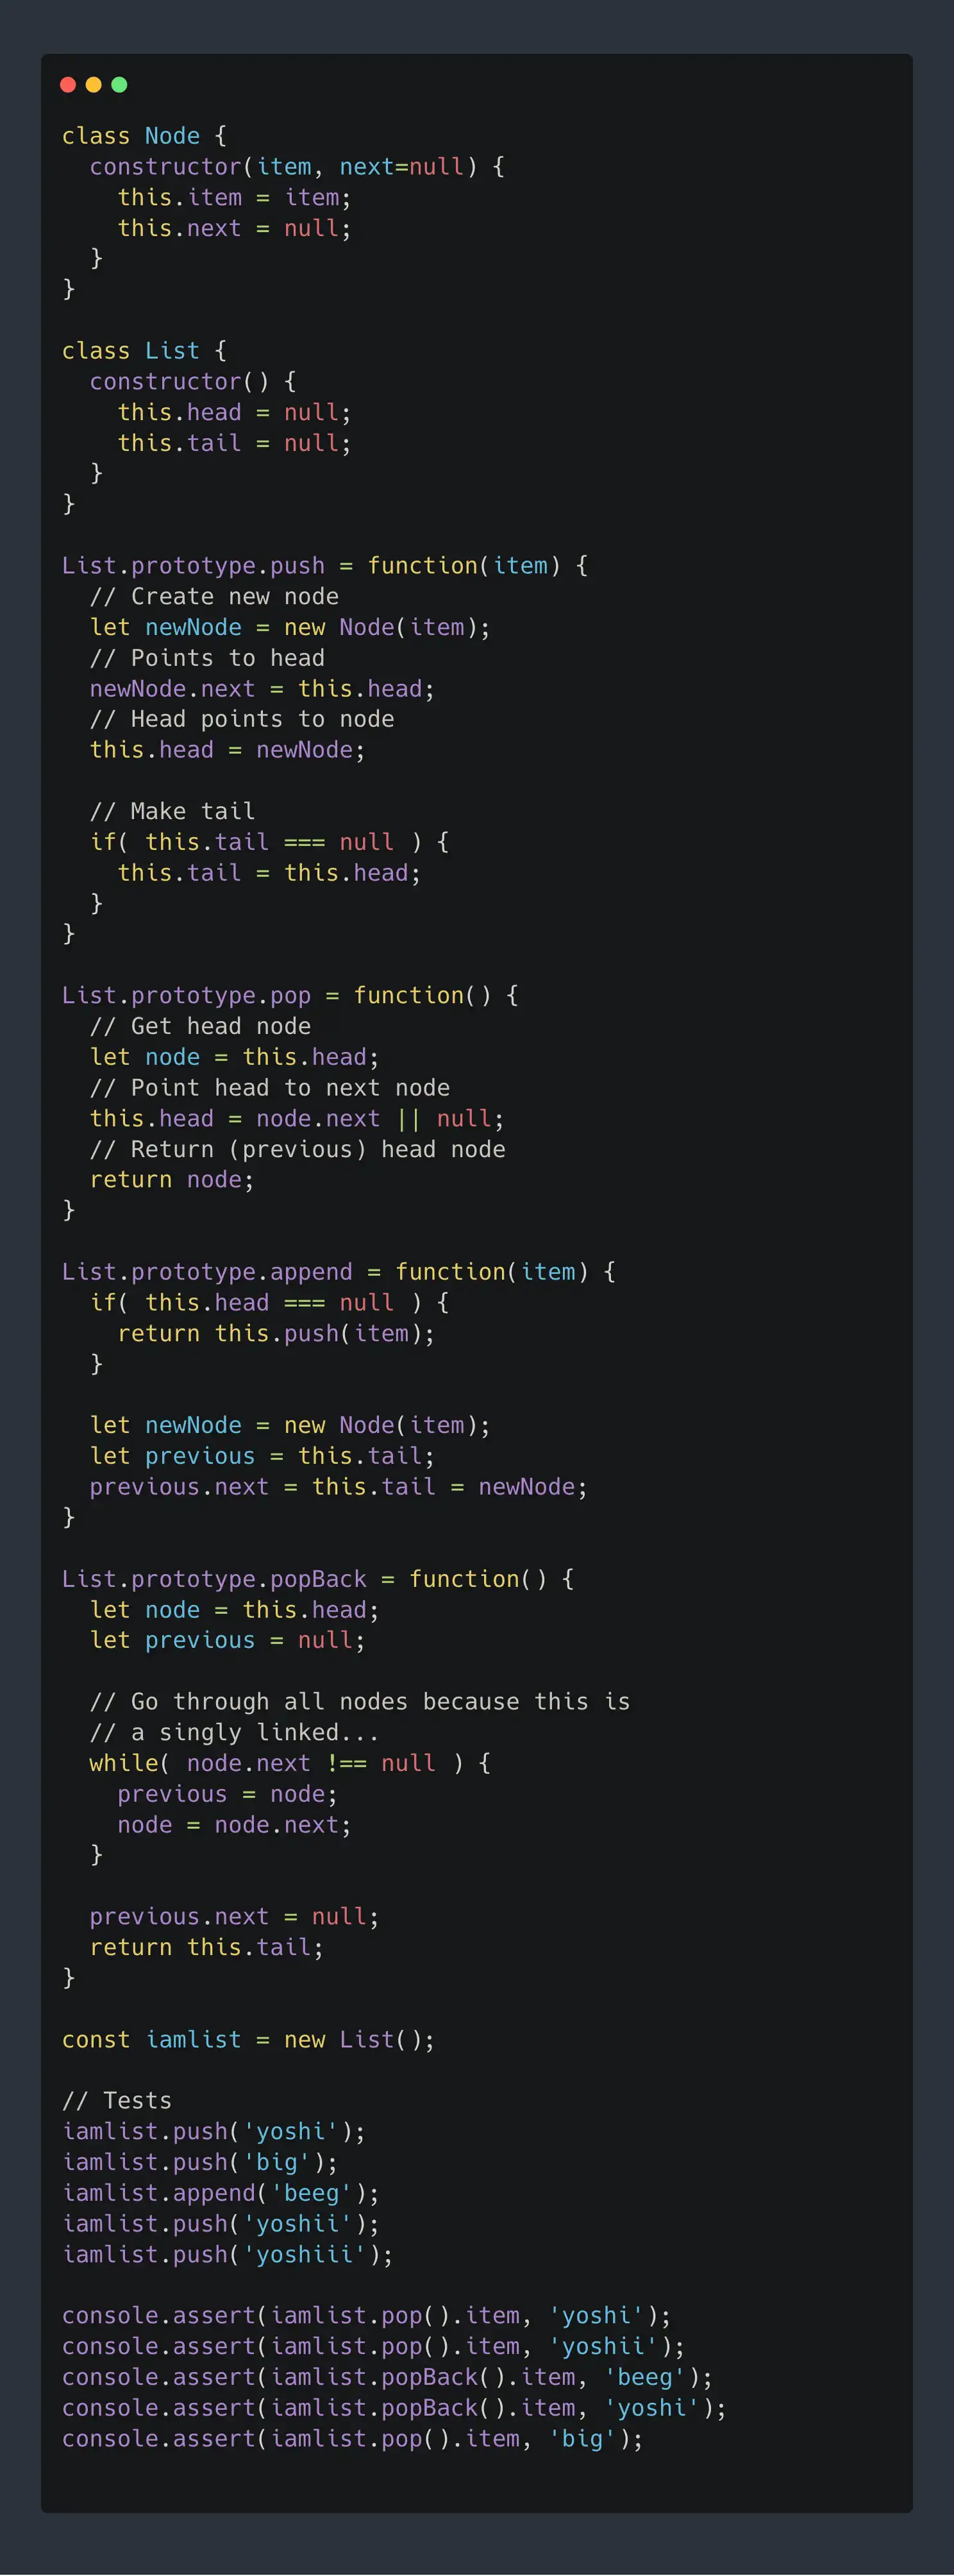 class Node {
  constructor(item, next=null) {
    this.item = item;
    this.next = null;
  }
}

class List {
  constructor() {
    this.head = null;
    this.tail = null;
  }
}

List.prototype.push = function(item) {
  // Create new node
  let newNode = new Node(item);
  // Points to head
  newNode.next = this.head;
  // Head points to node
  this.head = newNode;

  // Make tail
  if( this.tail === null ) {
    this.tail = this.head;
  }
}

List.prototype.pop = function() {
  // Get head node
  let node = this.head;
  // Point head to next node
  this.head = node.next || null;
  // Return (previous) head node
  return node;
}

List.prototype.append = function(item) {
  if( this.head === null ) {
    return this.push(item);
  }

  let newNode = new Node(item);
  let previous = this.tail;
  previous.next = this.tail = newNode;
}

List.prototype.popBack = function() {
  let node = this.head;
  let previous = null;

  // Go through all nodes because this is
  // a singly linked...
  while( node.next !== null ) {
    previous = node;
    node = node.next;
  }

  previous.next = null;
  return this.tail;
}

const iamlist = new List();

// Tests
iamlist.push('yoshi');
iamlist.push('big');
iamlist.append('beeg');
iamlist.push('yoshii');
iamlist.push('yoshiii');

console.assert(iamlist.pop().item, 'yoshi');
console.assert(iamlist.pop().item, 'yoshii');
console.assert(iamlist.popBack().item, 'beeg');
console.assert(iamlist.popBack().item, 'yoshi');
console.assert(iamlist.pop().item, 'big');